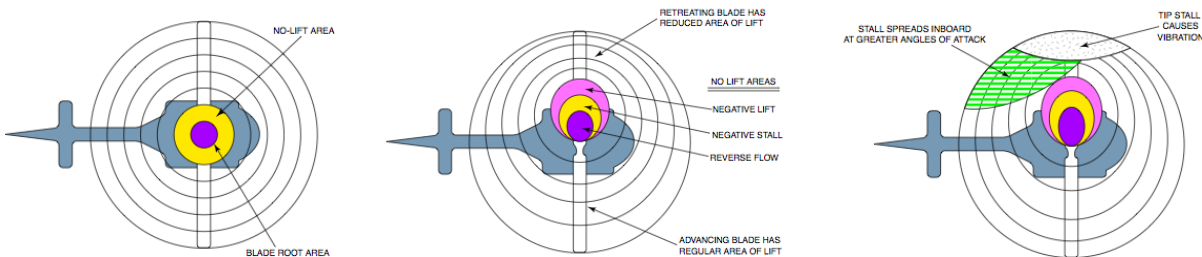 NO-LIFT AREA
BLADE ROOT AREA
RETREATING BLADE HAS
REDUCED AREA OF LIFT
NO LIFT AREAS
NEGATIVE LIFT
NEGATIVE STALL
REVERSE FLOW
ADVANCING BLADE HAS
REGULAR AREA OF LIFT
STALL SPREADS INBOARD
AT GREATER ANGLES OF ATTACK
TIP STALL
CAUSES
VIBRATION